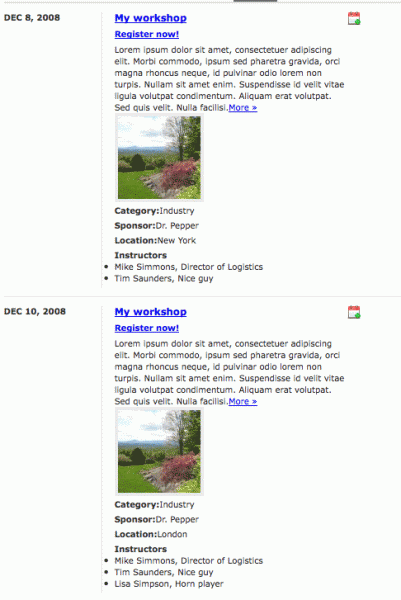 DEC 8, 2008
My workshop
Register now!
Lorem ipsum dolor sit amet, consectetuer adipiscing
elit. Morbi commodo, ipsum sed pharetra gravida, orci
magna rhoncus neque, id pulvinar odio lorem non
turpis. Nullam sit amet enim. Suspendisse id velit vitae
ligula volutpat condimentum. Aliquam erat volutpat.
Sed quis velit. Nulla facilisi.More »
Category:Industry
Sponsor:Dr. Pepper
Location:New York
Instructors
• Mike Simmons, Director of Logistics
• Tim Saunders, Nice guy
DEC 10, 2008
My workshop
Register now!
Lorem ipsum dolor sit amet, consectetuer adipiscing
elit. Morbi commodo, ipsum sed pharetra gravida, orci
magna rhoncus neque, id pulvinar odio lorem non
turpis. Nullam sit amet enim. Suspendisse id velit vitae
ligula volutpat condimentum. Aliquam erat volutpat.
Sed quis velit. Nulla facilisi.More »
Category:Industry
Sponsor:Dr. Pepper
Location:London
Instructors
• Mike Simmons, Director of Logistics
• Tim Saunders, Nice guy
• Lisa Simpson, Horn player